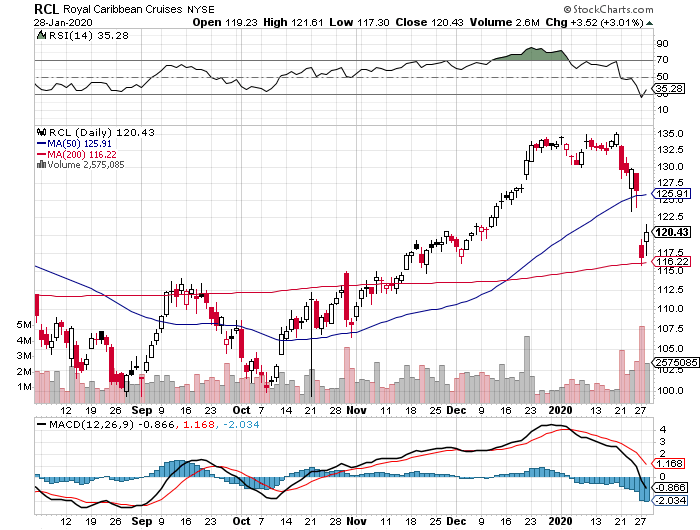 RCL Royal Caribbean Cruises NYSE © StockCharts.com
28-Jan-2020 Open 119.23 High 121.61 Low 117.30 Close 120.43 Volume 2.6M Chg +3.52 (+3.01%)
RSI(14) 35.28
90
70
50
35.28
30
10
RCL (Daily) 120.43
MA(50) 125.91
MA(200) 116.22
Volume 2,575,085
135.0
132.5
130.0
127.5
125.91
125.0
122.5
120.43
117.5
116.22
115.0
112.5
110.0
107.5
105.0
102.5
100.0
5M
4M
3M
2M
1M
2575085
12 19 26 Sep 9 16 23 Oct 7 14 21 28 Nov 11 18 25 Dec 9 16 23 2020 13 21 27
MACD(12,26,9) -0.866, 1.168, -2.034
4
3
2
1.168
0
-0.866
-2.034
12 19 26 Sep 9 16 23 Oct 7 14 21 28 Nov 11 18 25 Dec 9 16 23 2020 13 21 27